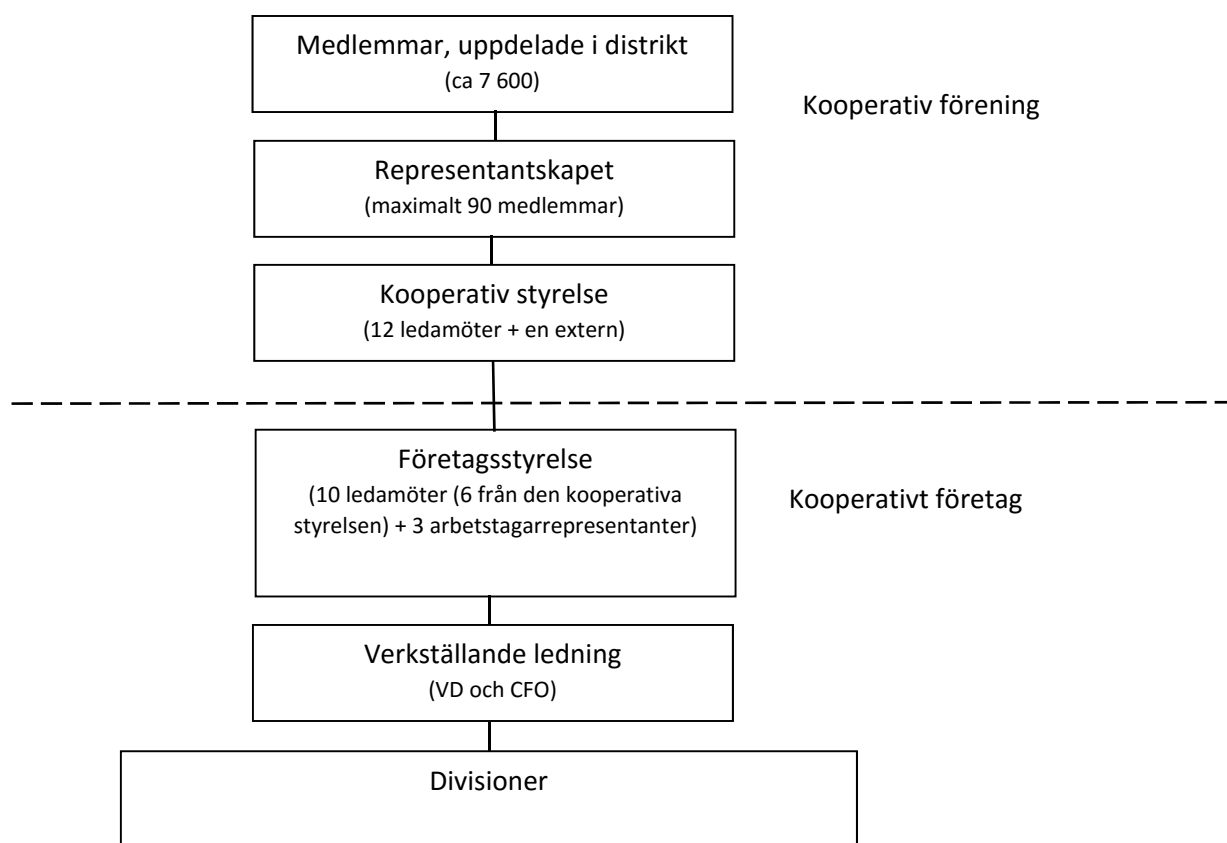 Medlemmar, uppdelade i distrikt
(ca 7 600)
Kooperativ förening
Representantskapet
(maximalt 90 medlemmar)
Kooperativ styrelse
(12 ledamöter + en extern)
Företagsstyrelse
(10 ledamöter (6 från den kooperativa
styrelsen) + 3 arbetstagarrepresentanter)
Kooperativt företag
Verkställande ledning
(VD och CFO)
Divisioner